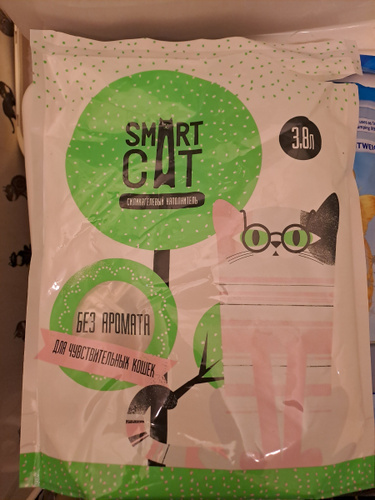 SMART
CAT
СИЛИКАГЕЛЕВЫЙ НАПОЛНИТЕЛЬ
3.8л
БЕЗ АРОМАТА
ДЛЯ ЧУВСТВИТЕЛЬНЫХ КОШЕК